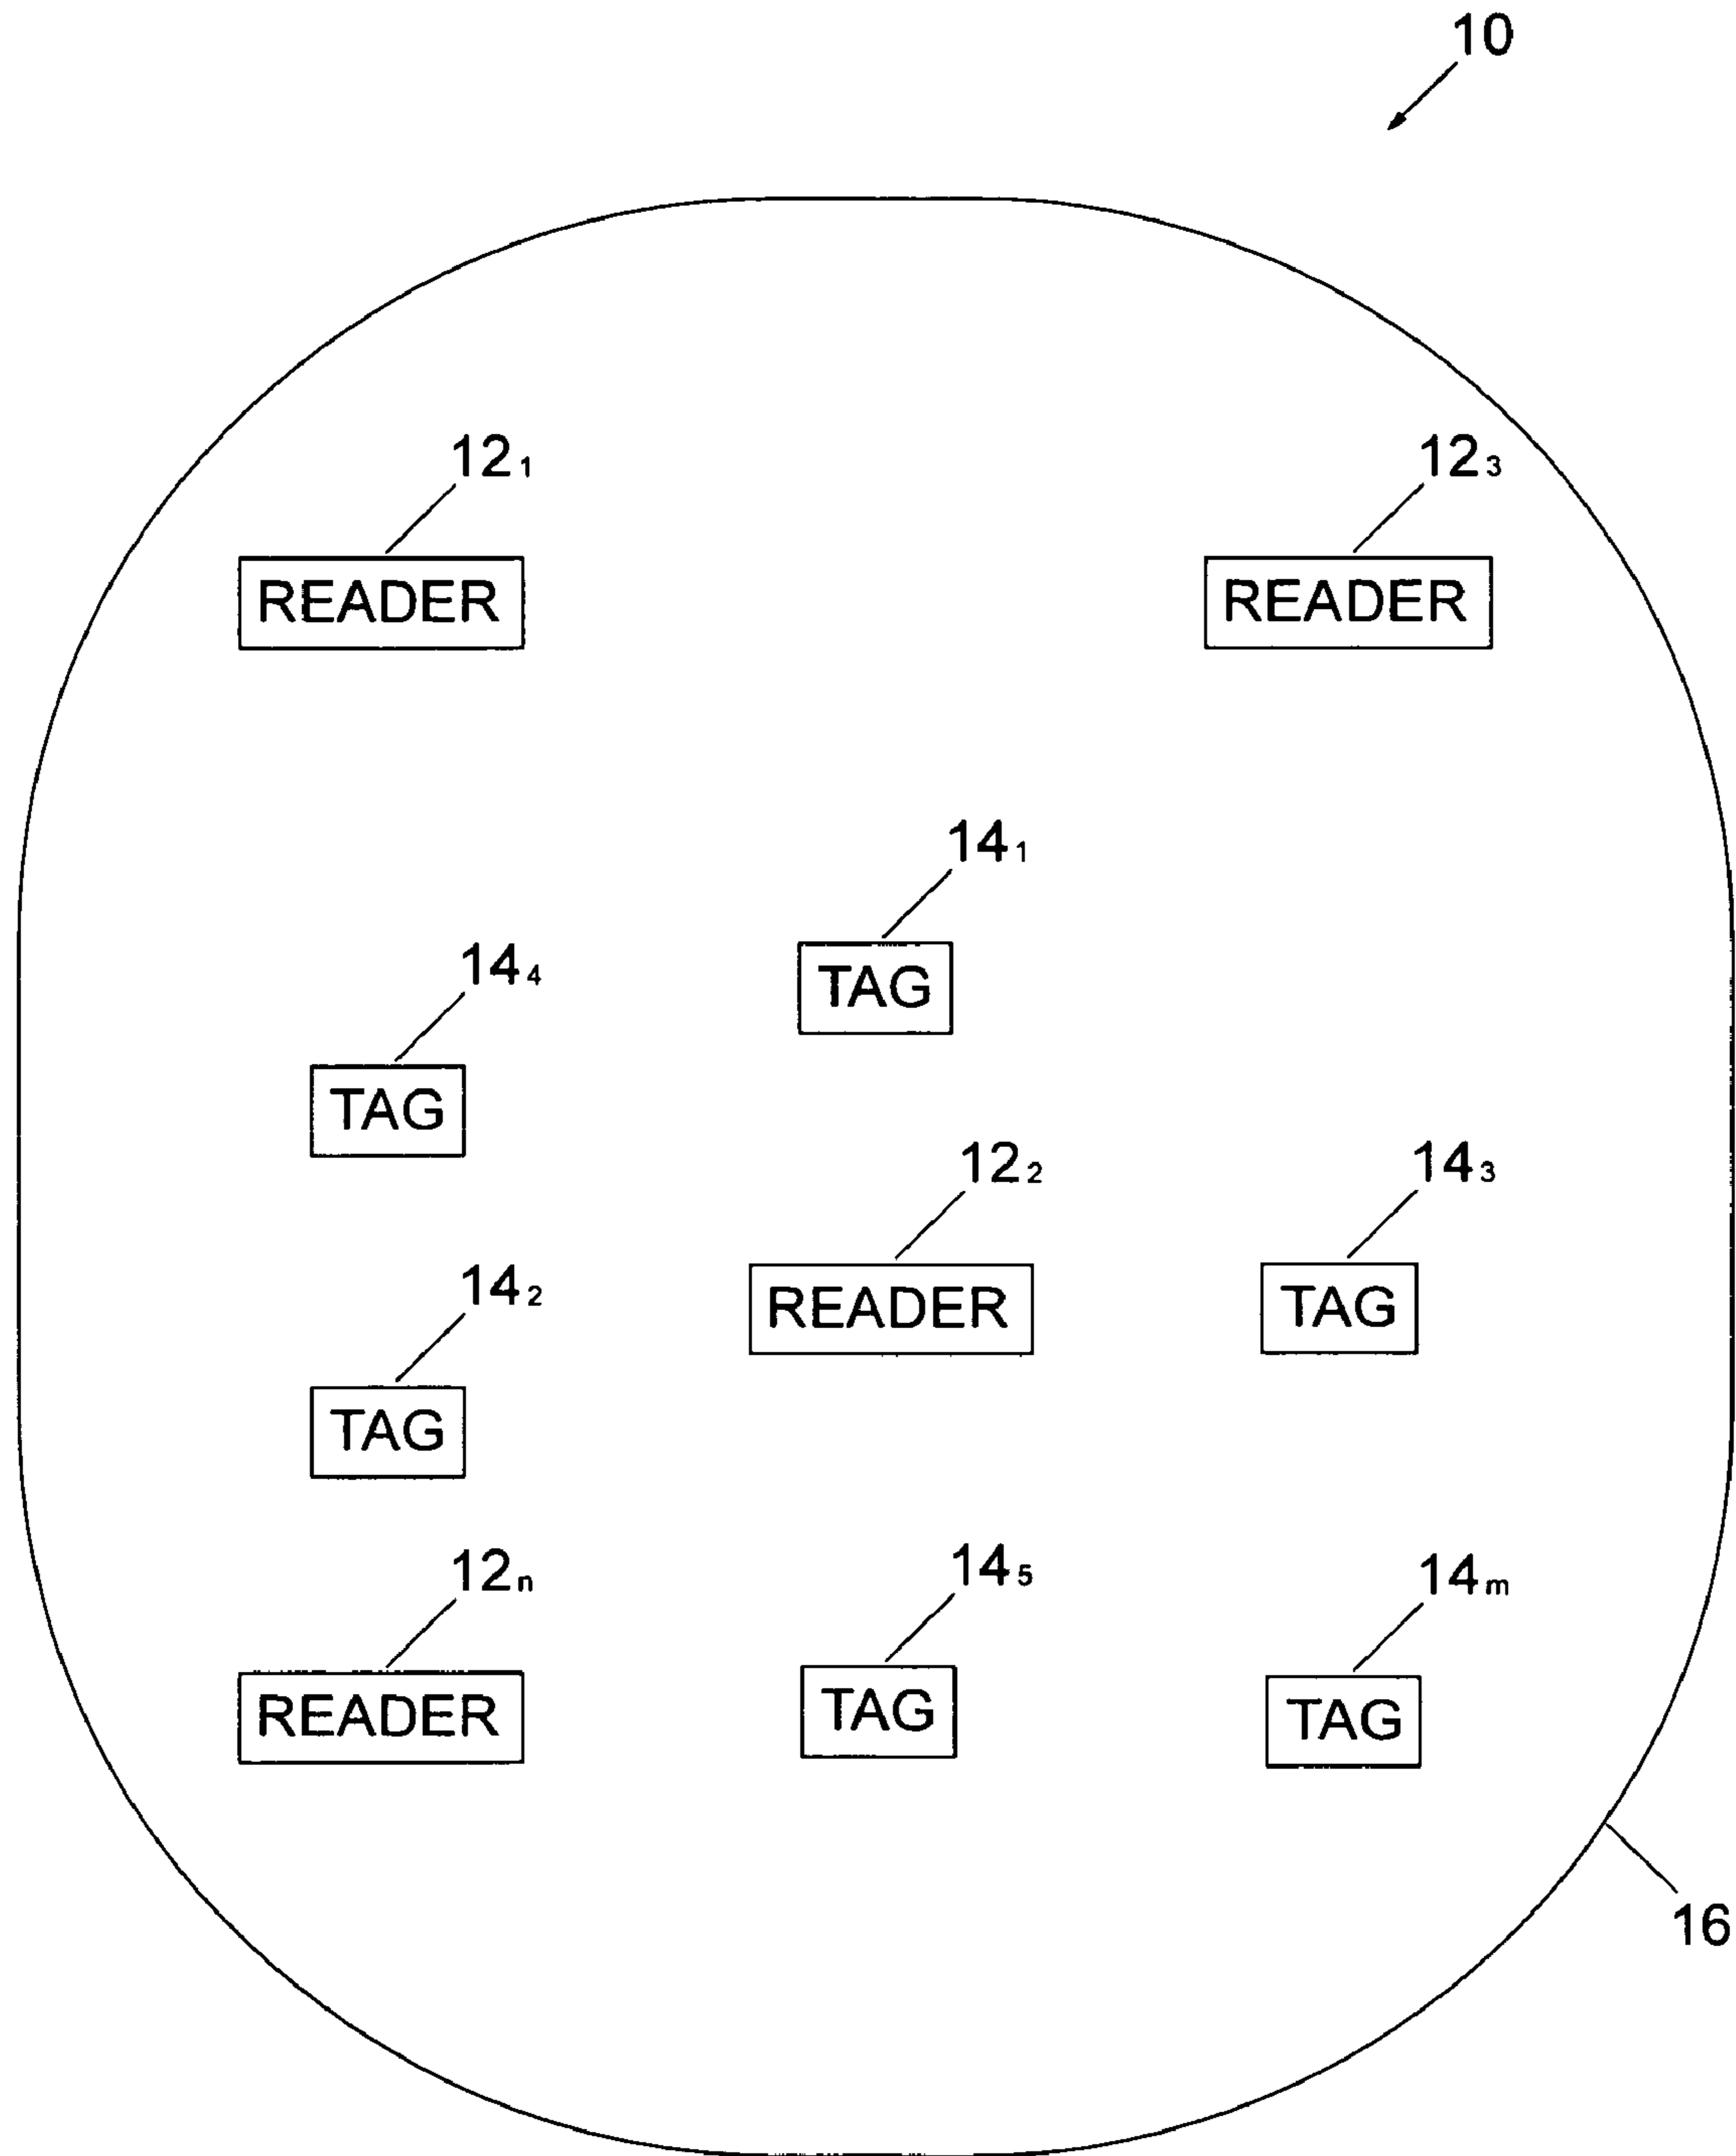 10
12₁ 12₃
READER READER
14₁
14₄
TAG
TAG
12₂ 14₃
14₂
READER TAG
TAG
12ₙ 14₅ 14ₘ
READER TAG TAG
16